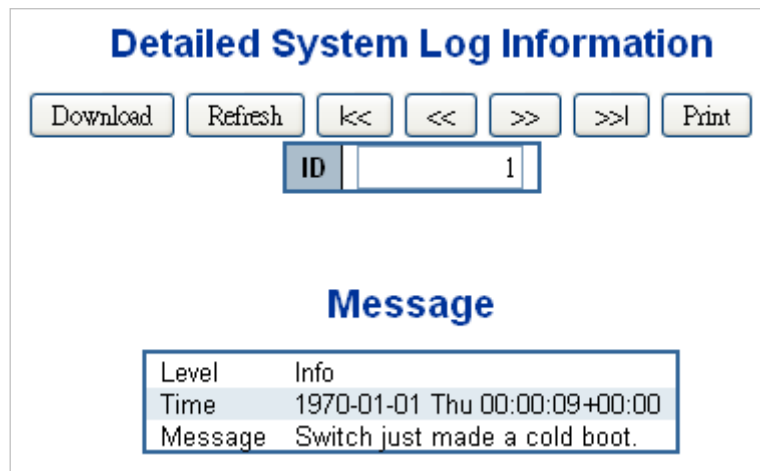 Detailed System Log Information
Download Refresh |<< << >> >>| Print
ID 1
Message
Level Info
Time 1970-01-01 Thu 00:00:09+00:00
Message Switch just made a cold boot.